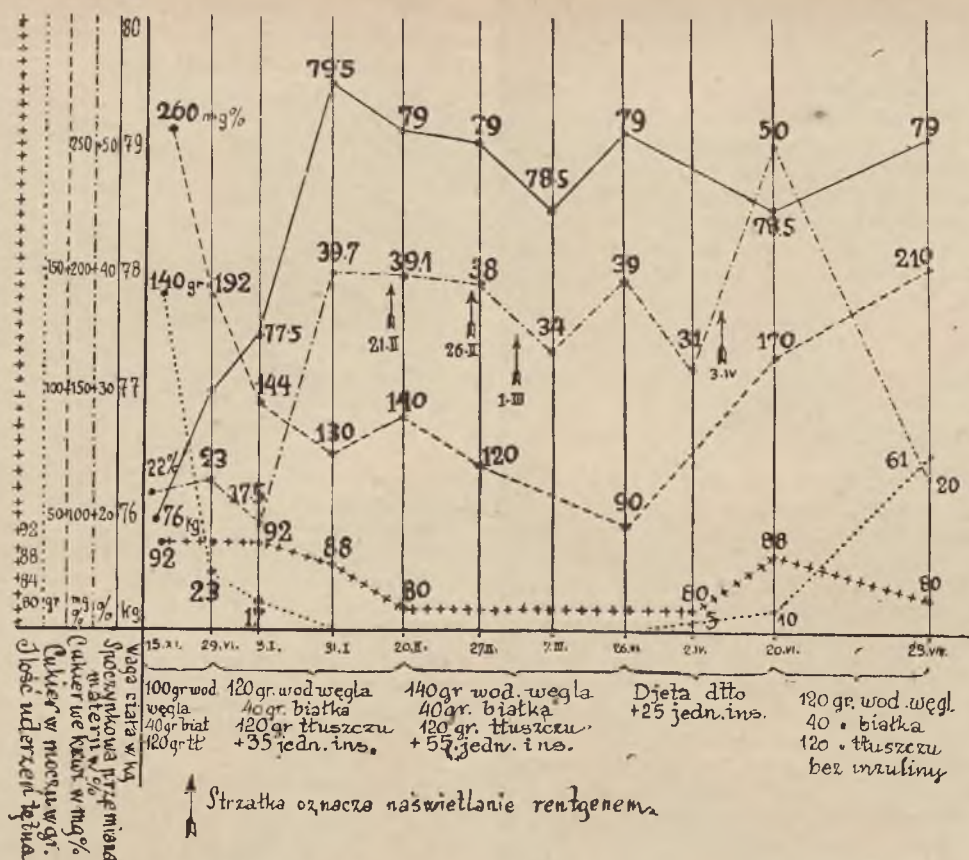 80
79.5
260 mg%
79
79
79
50
79
250 50 79
78.5
78.5
39.7
39.1
38
39
210
150 200 40 78
140 gr
192
34
31
170
21.II
26.II
1-III
3.IV
77.5
100 150 30 77
144
130
140
120
22%
23
17.5
90
61
20
50 100 20 76
76 kg
92
92
88
88
92
88
84
80 gr mg% % kg
23
80
80
80
1
5
10
15.XI. 29.VI. 3.I. 31.I 20.II. 27.II 7.III. 2.IV. 20.VI.
100 gr wod
węgla
40 gr biał
120 gr tł
120 gr. wod węgla
40 gr. białka
120 gr tłuszczu
+35 jedn. ins.
140 gr wod. węgla
40 gr. białka
120 gr. tłuszczu
+55 jedn. ins.
Djeta dtto
+25 jedn. ins.
120 gr. wod. węgl.
40 „ białka
120 „ tłuszczu
bez inzuliny
Waga ciała w kg
Spoczynkowa przemiana
materii w %
Cukier we krwi w mg%
Cukier w moczu w gr.
Ilość uderzeń tętna
Strzałka oznacza naświetlanie rentgenem.